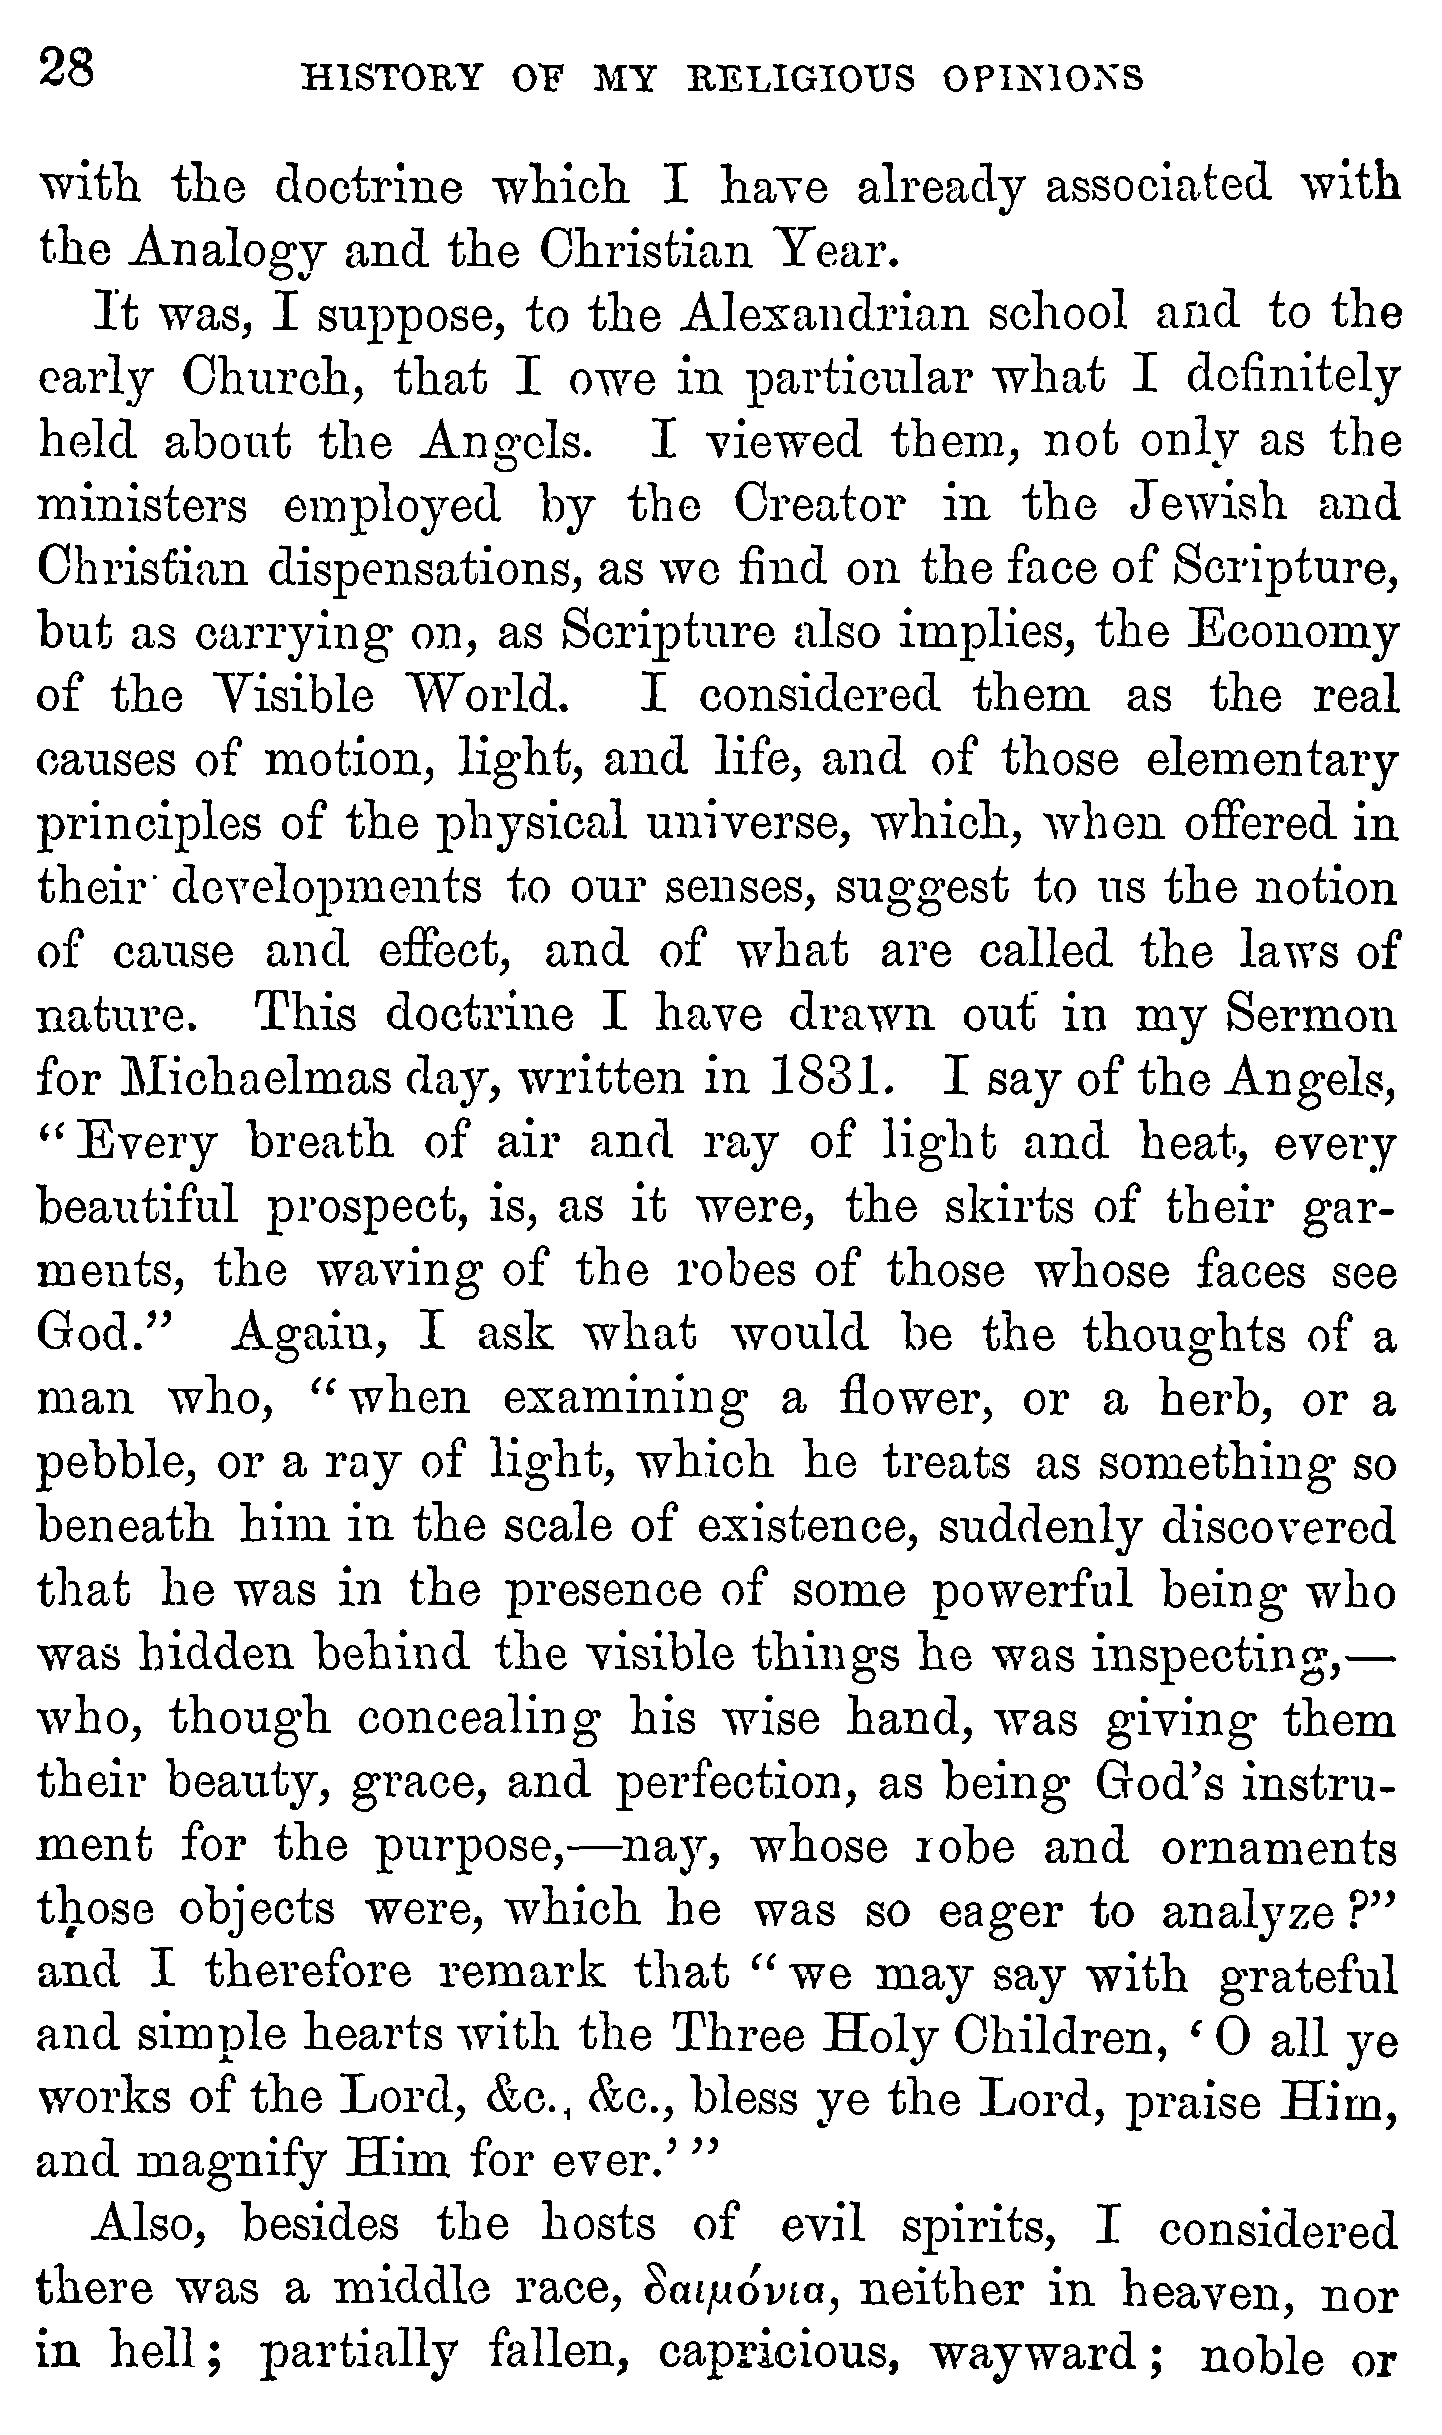 28 HISTORY OF MY RELIGIOUS OPINIONS
with the doctrine which I have already associated with
the Analogy and the Christian Year.
It was, I suppose, to the Alexandrian school and to the
early Church, that I owe in particular what I definitely
held about the Angels. I viewed them, not only as the
ministers employed by the Creator in the Jewish and
Christian dispensations, as we find on the face of Scripture,
but as carrying on, as Scripture also implies, the Economy
of the Visible World. I considered them as the real
causes of motion, light, and life, and of those elementary
principles of the physical universe, which, when offered in
their developments to our senses, suggest to us the notion
of cause and effect, and of what are called the laws of
nature. This doctrine I have drawn out in my Sermon
for Michaelmas day, written in 1831. I say of the Angels,
“Every breath of air and ray of light and heat, every
beautiful prospect, is, as it were, the skirts of their gar-
ments, the waving of the robes of those whose faces see
God.” Again, I ask what would be the thoughts of a
man who, “when examining a flower, or a herb, or a
pebble, or a ray of light, which he treats as something so
beneath him in the scale of existence, suddenly discovered
that he was in the presence of some powerful being who
was hidden behind the visible things he was inspecting,—
who, though concealing his wise hand, was giving them
their beauty, grace, and perfection, as being God’s instru-
ment for the purpose,—nay, whose robe and ornaments
those objects were, which he was so eager to analyze?”
and I therefore remark that “we may say with grateful
and simple hearts with the Three Holy Children, ‘O all ye
works of the Lord, &c., &c., bless ye the Lord, praise Him,
and magnify Him for ever.’”
Also, besides the hosts of evil spirits, I considered
there was a middle race, δαιμόνια, neither in heaven, nor
in hell; partially fallen, capricious, wayward; noble or